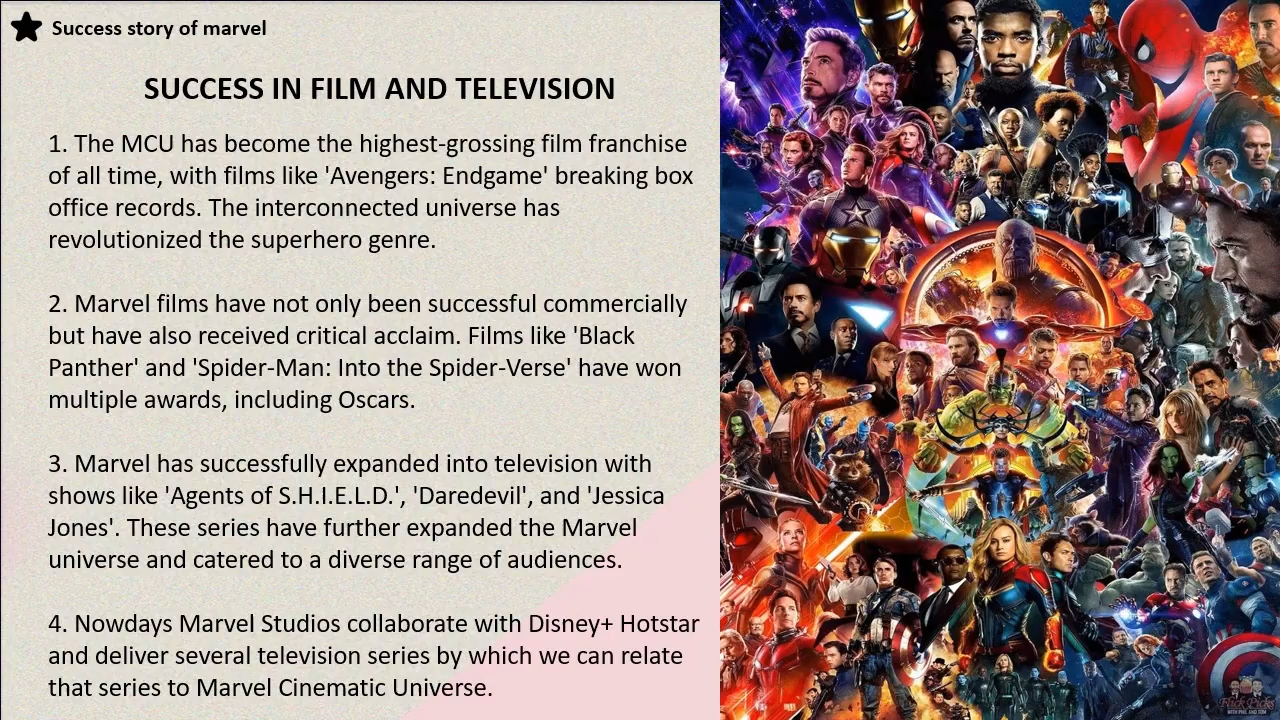 Success story of marvel
SUCCESS IN FILM AND TELEVISION
1. The MCU has become the highest-grossing film franchise
of all time, with films like 'Avengers: Endgame' breaking box
office records. The interconnected universe has
revolutionized the superhero genre.
2. Marvel films have not only been successful commercially
but have also received critical acclaim. Films like 'Black
Panther' and 'Spider-Man: Into the Spider-Verse' have won
multiple awards, including Oscars.
3. Marvel has successfully expanded into television with
shows like 'Agents of S.H.I.E.L.D.', 'Daredevil', and 'Jessica
Jones'. These series have further expanded the Marvel
universe and catered to a diverse range of audiences.
4. Nowdays Marvel Studios collaborate with Disney+ Hotstar
and deliver several television series by which we can relate
that series to Marvel Cinematic Universe.
Flick Picks
WITH PHIL AND TOM